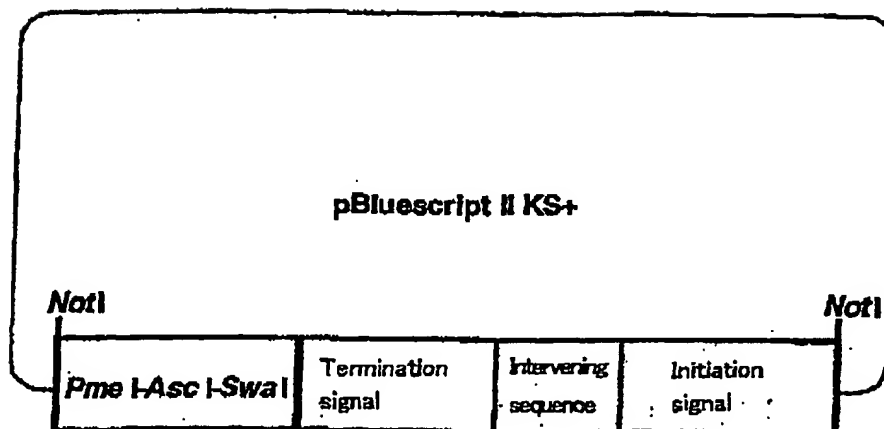 pBluescript II KS+
NotI
NotI
Pme I-Asc I-Swa I
Termination
signal
Intervening
sequence
Initiation
signal